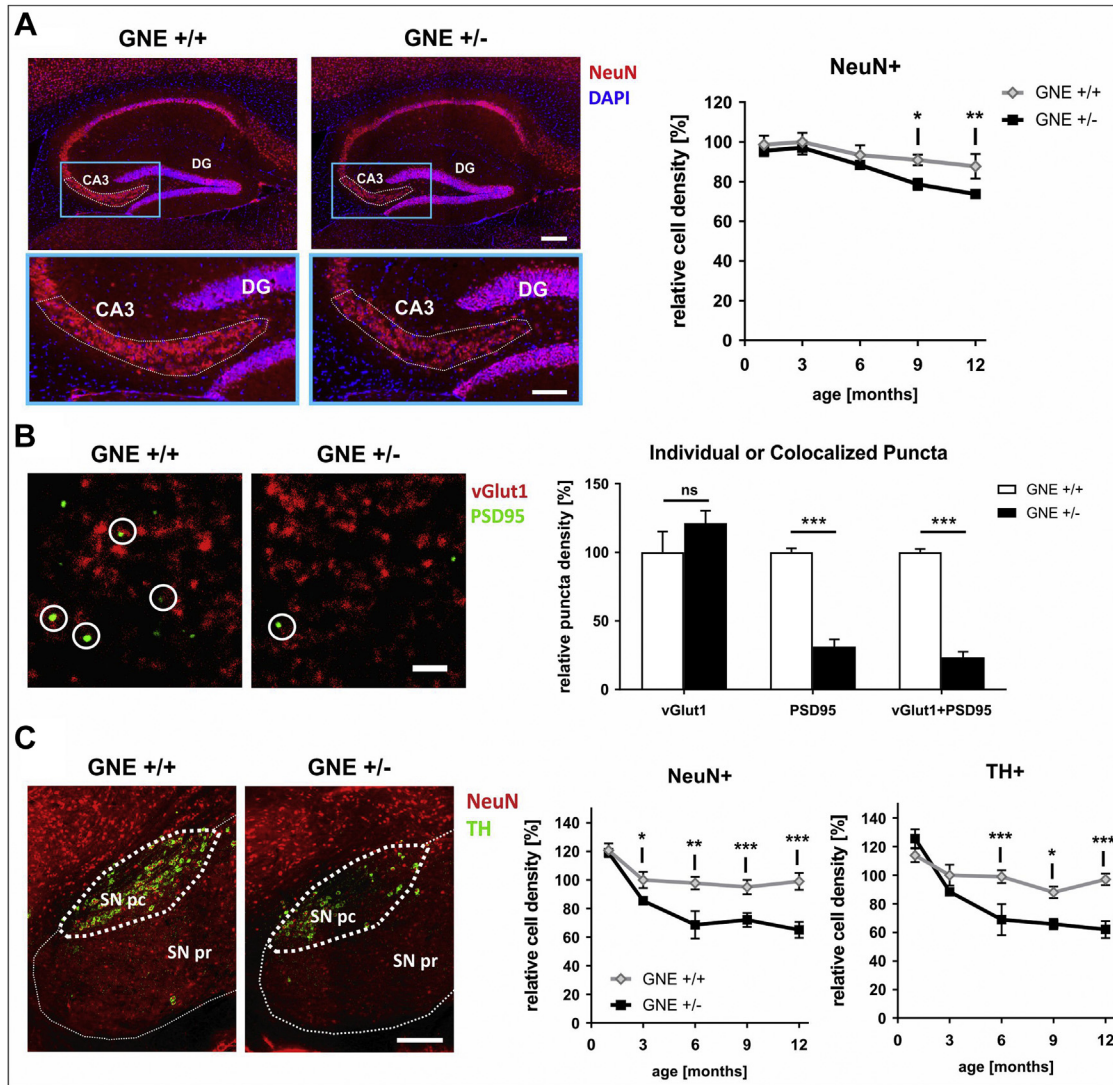 A
GNE +/+
GNE +/-
NeuN
DAPI
CA3
DG
CA3
DG
CA3
DG
CA3
DG
NeuN+
GNE +/+
GNE +/-
relative cell density [%]
120
100
80
60
40
20
0
* **
0 3 6 9 12
age [months]
B
GNE +/+
GNE +/-
vGlut1
PSD95
Individual or Colocalized Puncta
GNE +/+
GNE +/-
relative puncta density [%]
150
100
50
0
ns *** ***
vGlut1 PSD95 vGlut1+PSD95
C
GNE +/+
GNE +/-
NeuN
TH
SN pc
SN pr
SN pc
SN pr
NeuN+
relative cell density [%]
140
120
100
80
60
40
20
0
* ** *** ***
GNE +/+
GNE +/-
0 3 6 9 12
age [months]
TH+
relative cell density [%]
140
120
100
80
60
40
20
0
*** * ***
0 3 6 9 12
age [months]